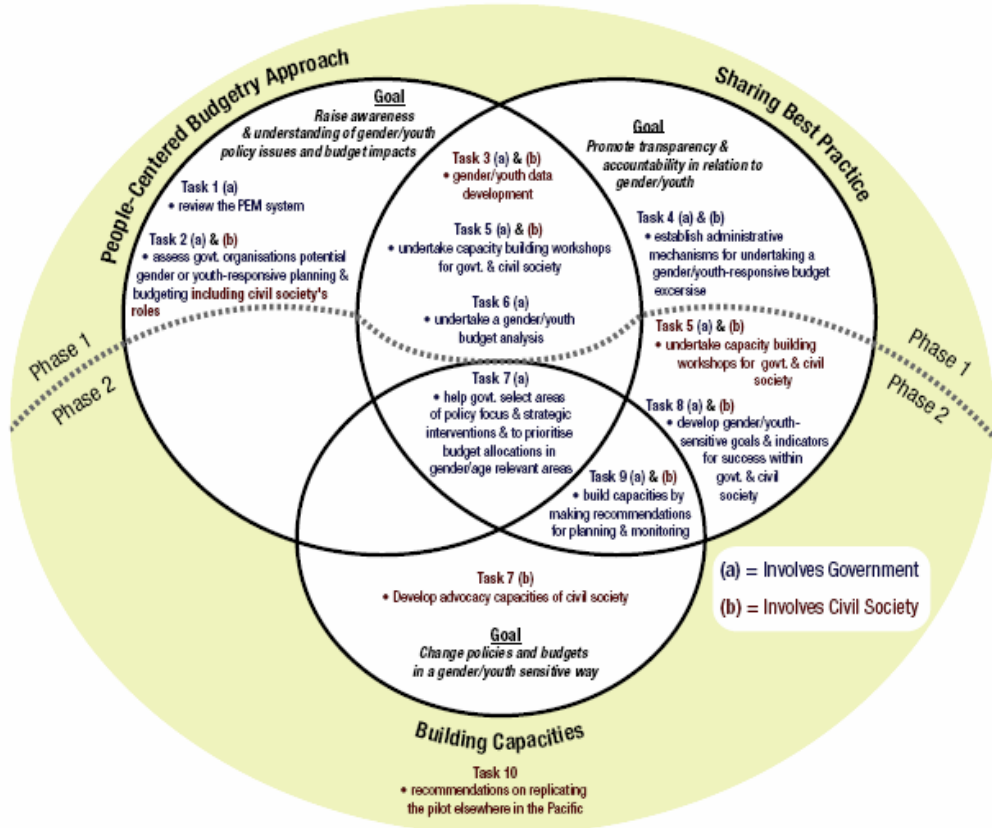 People-Centered Budgetry Approach
Goal
Raise awareness
& understanding of gender/youth
policy issues and budget impacts
Task 1 (a)
• review the PEM system
Task 2 (a) & (b)
• assess govt. organisations potential
gender or youth-responsive planning &
budgeting including civil society's
roles
Task 3 (a) & (b)
• gender/youth data
development
Task 5 (a) & (b)
• undertake capacity building workshops
for govt. & civil society
Task 6 (a)
• undertake a gender/youth
budget analysis
Sharing Best Practice
Goal
Promote transparency &
accountability in relation to
gender/youth
Task 4 (a) & (b)
• establish administrative
mechanisms for undertaking a
gender/youth-responsive budget
excersise
Task 5 (a) & (b)
• undertake capacity building
workshops for govt. & civil
society
Phase 1
Phase 2
Phase 1
Phase 2
Task 7 (a)
• help govt. select areas
of policy focus & strategic
interventions & to prioritise
budget allocations in
gender/age relevant areas
Task 8 (a) & (b)
• develop gender/youth-
sensitive goals & indicators
for success within
govt. & civil
society
Task 9 (a) & (b)
• build capacities by
making recommendations
for planning & monitoring
Task 7 (b)
• Develop advocacy capacities of civil society
Goal
Change policies and budgets
in a gender/youth sensitive way
(a) = Involves Government
(b) = Involves Civil Society
Building Capacities
Task 10
• recommendations on replicating
the pilot elsewhere in the Pacific